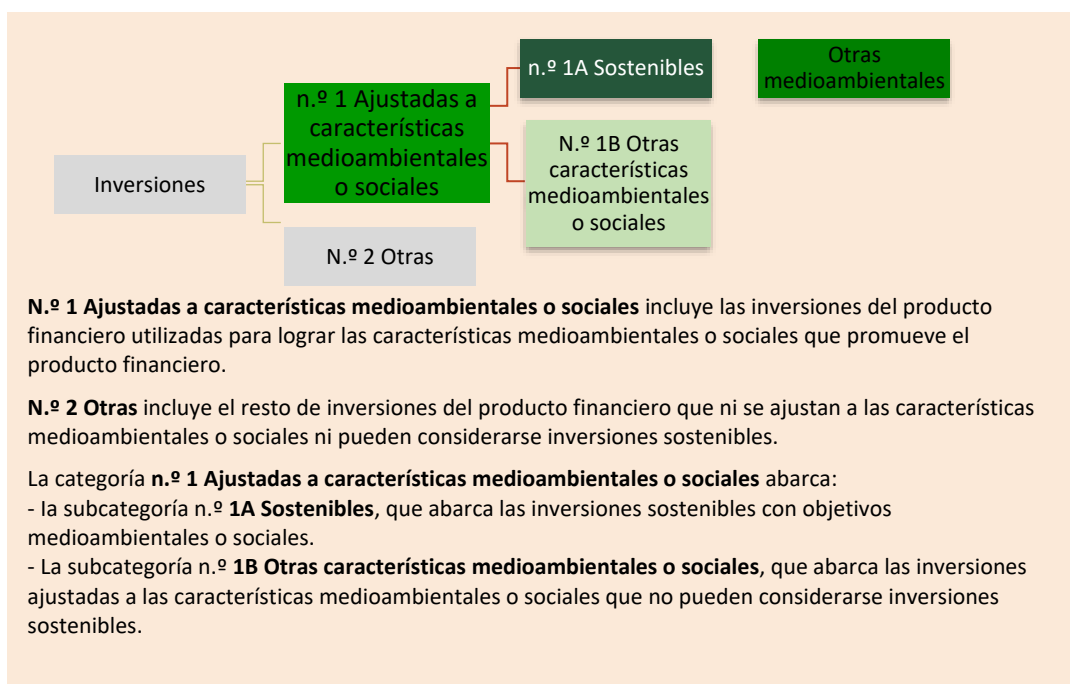 n.º 1A Sostenibles
Otras
medioambientales
n.º 1 Ajustadas a
características
medioambientales
o sociales
N.º 1B Otras
características
medioambientales
o sociales
Inversiones
N.º 2 Otras
N.º 1 Ajustadas a características medioambientales o sociales incluye las inversiones del producto
financiero utilizadas para lograr las características medioambientales o sociales que promueve el
producto financiero.
N.º 2 Otras incluye el resto de inversiones del producto financiero que ni se ajustan a las características
medioambientales o sociales ni pueden considerarse inversiones sostenibles.
La categoría n.º 1 Ajustadas a características medioambientales o sociales abarca:
- la subcategoría n.º 1A Sostenibles, que abarca las inversiones sostenibles con objetivos
medioambientales o sociales.
- La subcategoría n.º 1B Otras características medioambientales o sociales, que abarca las inversiones
ajustadas a las características medioambientales o sociales que no pueden considerarse inversiones
sostenibles.